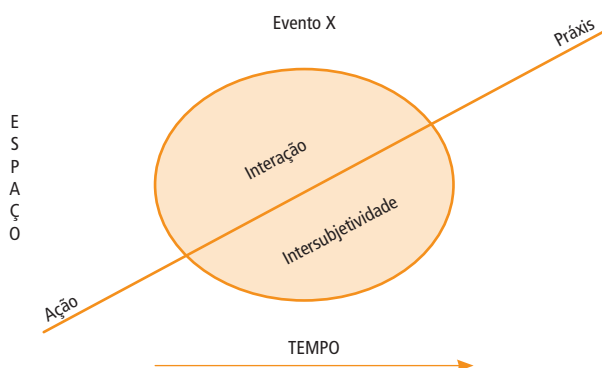 Evento X
Práxis
E
S
P
A
Ç
O
Interação
Intersubjetividade
Ação
TEMPO